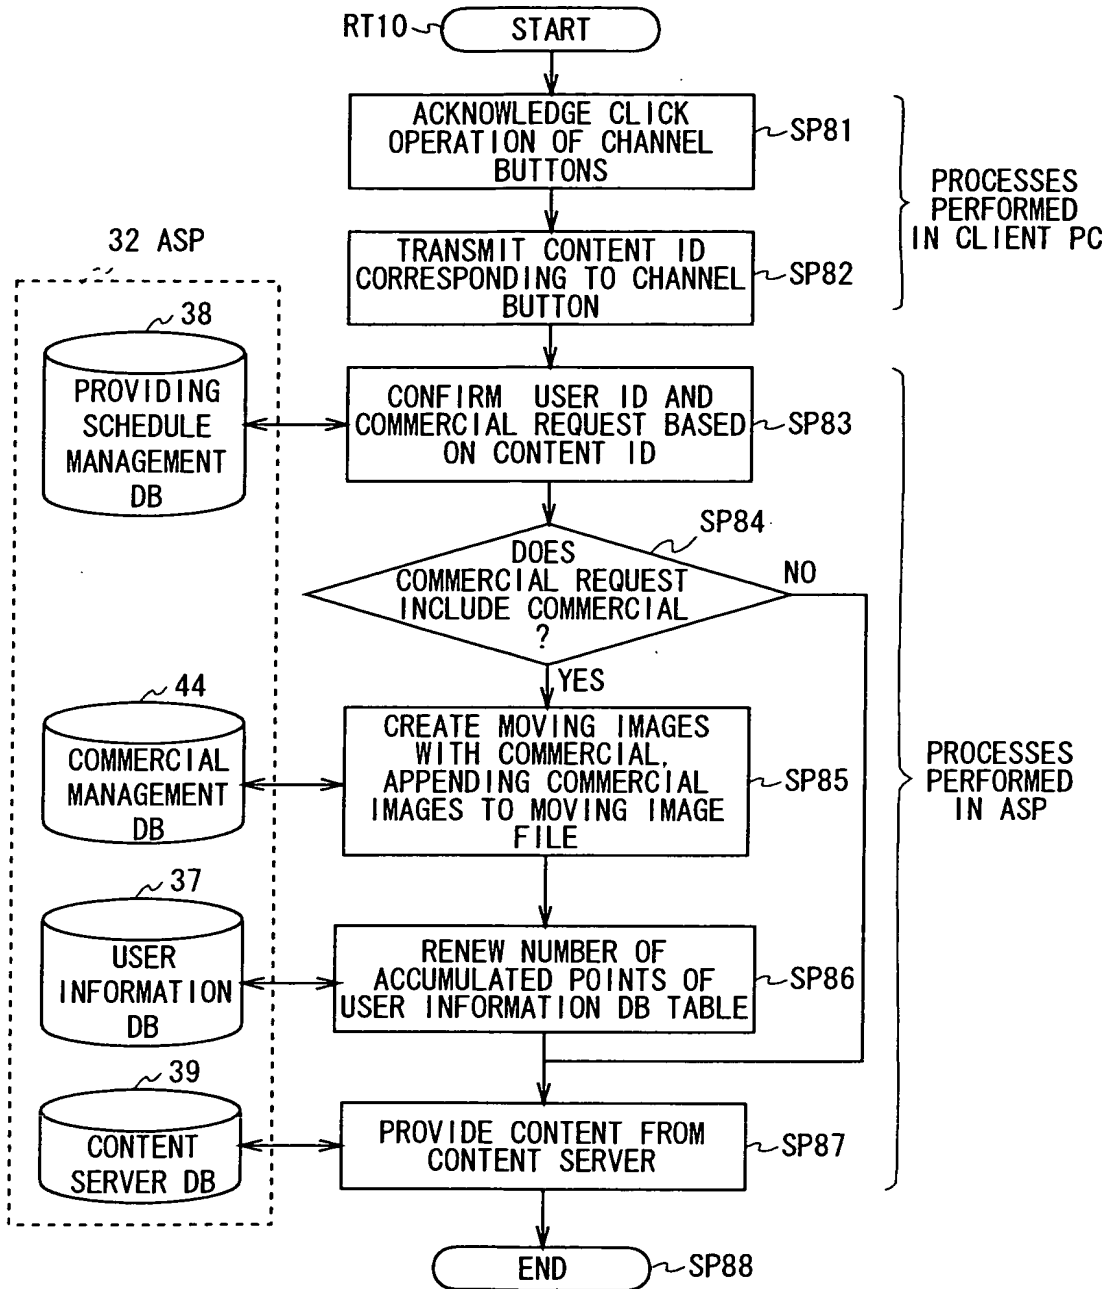 RT10
START
ACKNOWLEDGE CLICK
OPERATION OF CHANNEL
BUTTONS
SP81
PROCESSES
PERFORMED
IN CLIENT PC
TRANSMIT CONTENT ID
CORRESPONDING TO CHANNEL
BUTTON
SP82
32 ASP
38
PROVIDING
SCHEDULE
MANAGEMENT
DB
CONFIRM USER ID AND
COMMERCIAL REQUEST BASED
ON CONTENT ID
SP83
SP84
DOES
COMMERCIAL REQUEST
INCLUDE COMMERCIAL
?
NO
YES
44
COMMERCIAL
MANAGEMENT
DB
CREATE MOVING IMAGES
WITH COMMERCIAL,
APPENDING COMMERCIAL
IMAGES TO MOVING IMAGE
FILE
SP85
PROCESSES
PERFORMED
IN ASP
37
USER
INFORMATION
DB
RENEW NUMBER OF
ACCUMULATED POINTS OF
USER INFORMATION DB TABLE
SP86
39
CONTENT
SERVER DB
PROVIDE CONTENT FROM
CONTENT SERVER
SP87
END
SP88